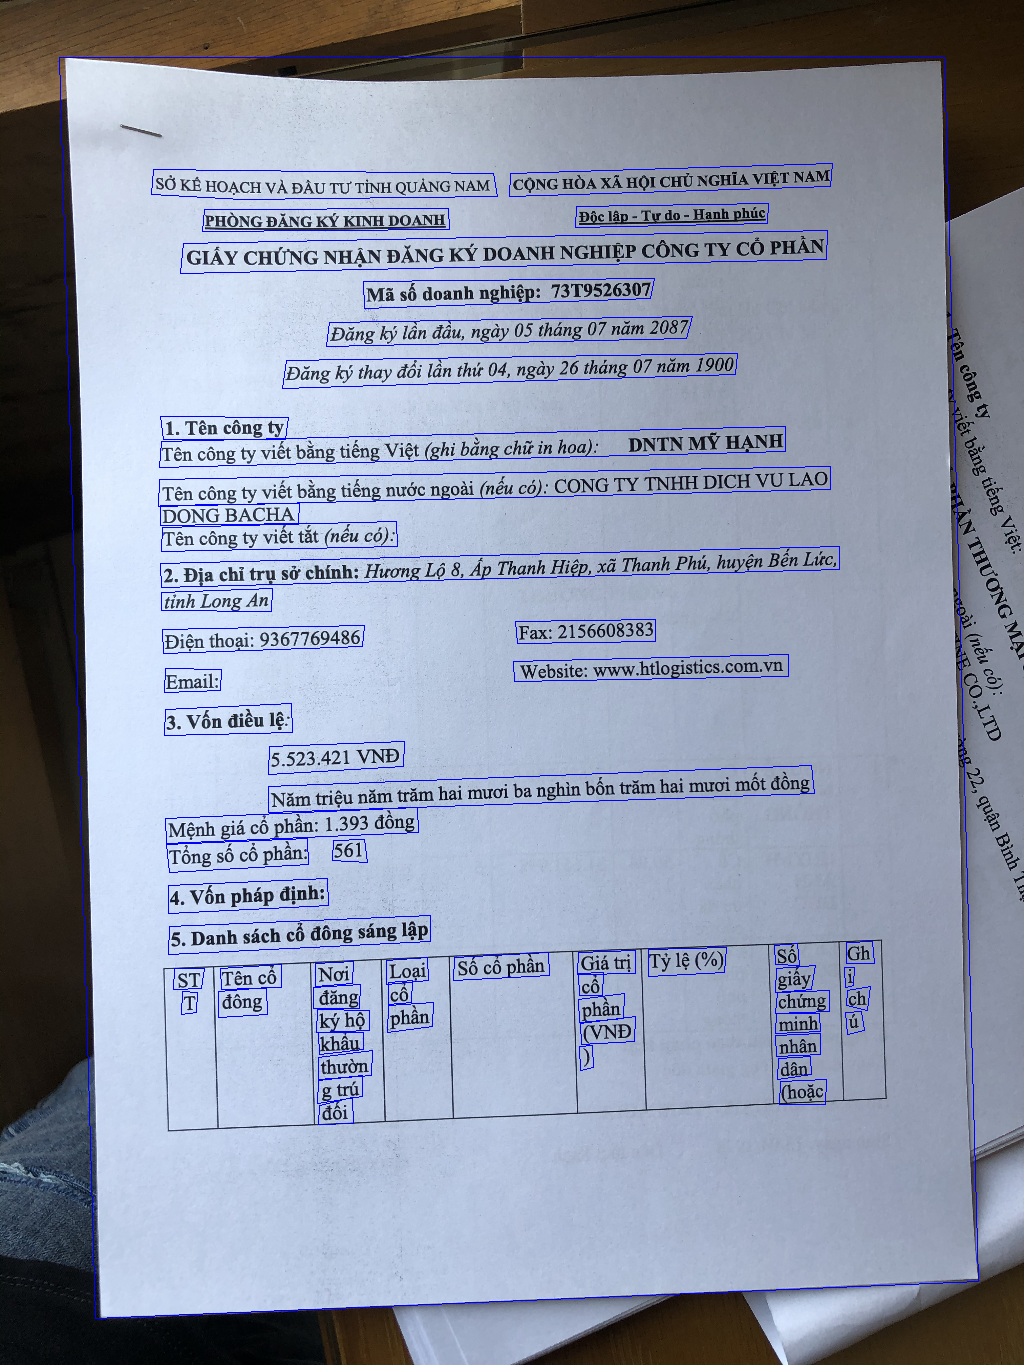 SỞ KẾ HOẠCH VÀ ĐẦU TƯ TỈNH QUẢNG NAM
CỘNG HÒA XÃ HỘI CHỦ NGHĨA VIỆT NAM
PHÒNG ĐĂNG KÝ KINH DOANH
Độc lập - Tự do - Hạnh phúc
GIẤY CHỨNG NHẬN ĐĂNG KÝ DOANH NGHIỆP CÔNG TY CỔ PHẦN
Mã số doanh nghiệp: 73T9526307
Đăng ký lần đầu, ngày 05 tháng 07 năm 2087
Đăng ký thay đổi lần thứ 04, ngày 26 tháng 07 năm 1900
1. Tên công ty
Tên công ty viết bằng tiếng Việt (ghi bằng chữ in hoa): DNTN MỸ HẠNH
Tên công ty viết bằng tiếng nước ngoài (nếu có): CONG TY TNHH DICH VU LAO
DONG BACHA
Tên công ty viết tắt (nếu có):
2. Địa chỉ trụ sở chính: Hương Lộ 8, Ấp Thanh Hiệp, xã Thanh Phú, huyện Bến Lức,
tỉnh Long An
Điện thoại: 9367769486
Fax: 2156608383
Email:
Website: www.htlogistics.com.vn
3. Vốn điều lệ:
5.523.421 VNĐ
Năm triệu năm trăm hai mươi ba nghìn bốn trăm hai mươi mốt đồng
Mệnh giá cổ phần: 1.393 đồng
Tổng số cổ phần: 561
4. Vốn pháp định:
5. Danh sách cổ đông sáng lập
ST
T
Tên cổ
đông
Nơi
đăng
ký hộ
khẩu
thườn
g trú
đối
Loại
cổ
phần
Số cổ phần
Giá trị
cổ
phần
(VNĐ
)
Tỷ lệ (%)
Số
giấy
chứng
minh
nhân
dân
(hoặc
Gh
i
ch
ú
Tên công ty
viết bằng tiếng Việt:
PHẦN THƯƠNG MẠI
ngoài (nếu có):
CO.,LTD
22, quận Bình